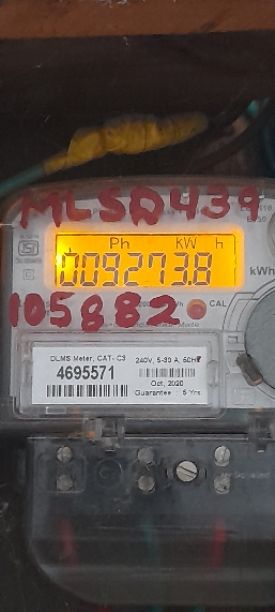 MLSD439
Ph kW h
009273.8
kWh
105882
CAL
DLMS Meter, CAT- C3
240V, 5-30 A, 50Hz
4695571
Oct, 2020
Guarantee 5 Yrs